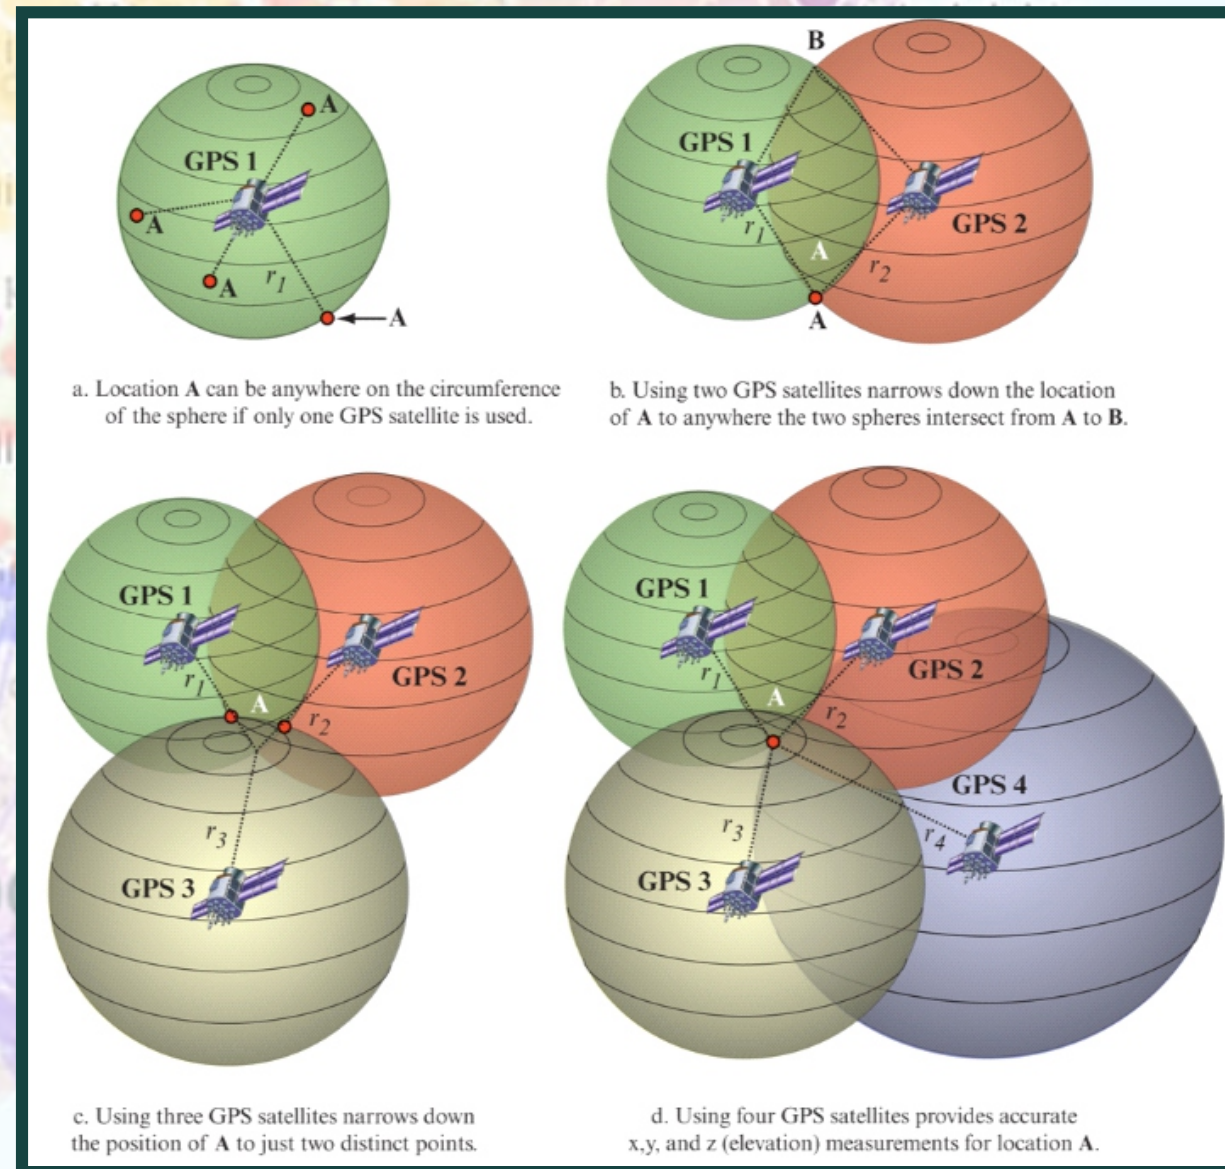 A
GPS 1
A
A
r1
A
a. Location A can be anywhere on the circumference
of the sphere if only one GPS satellite is used.
B
GPS 1
GPS 2
r1
A
r2
A
b. Using two GPS satellites narrows down the location
of A to anywhere the two spheres intersect from A to B.
GPS 1
GPS 2
r1
A
r2
r3
GPS 3
c. Using three GPS satellites narrows down
the position of A to just two distinct points.
GPS 1
GPS 2
r1
A
r2
GPS 4
r3
r4
GPS 3
d. Using four GPS satellites provides accurate
x,y, and z (elevation) measurements for location A.